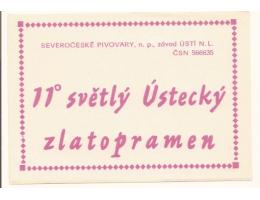 SEVEROČESKÉ PIVOVARY, n. p., závod ÚSTÍ N.L.
ČSN 566635
11° světlý Ústecký
zlatopramen